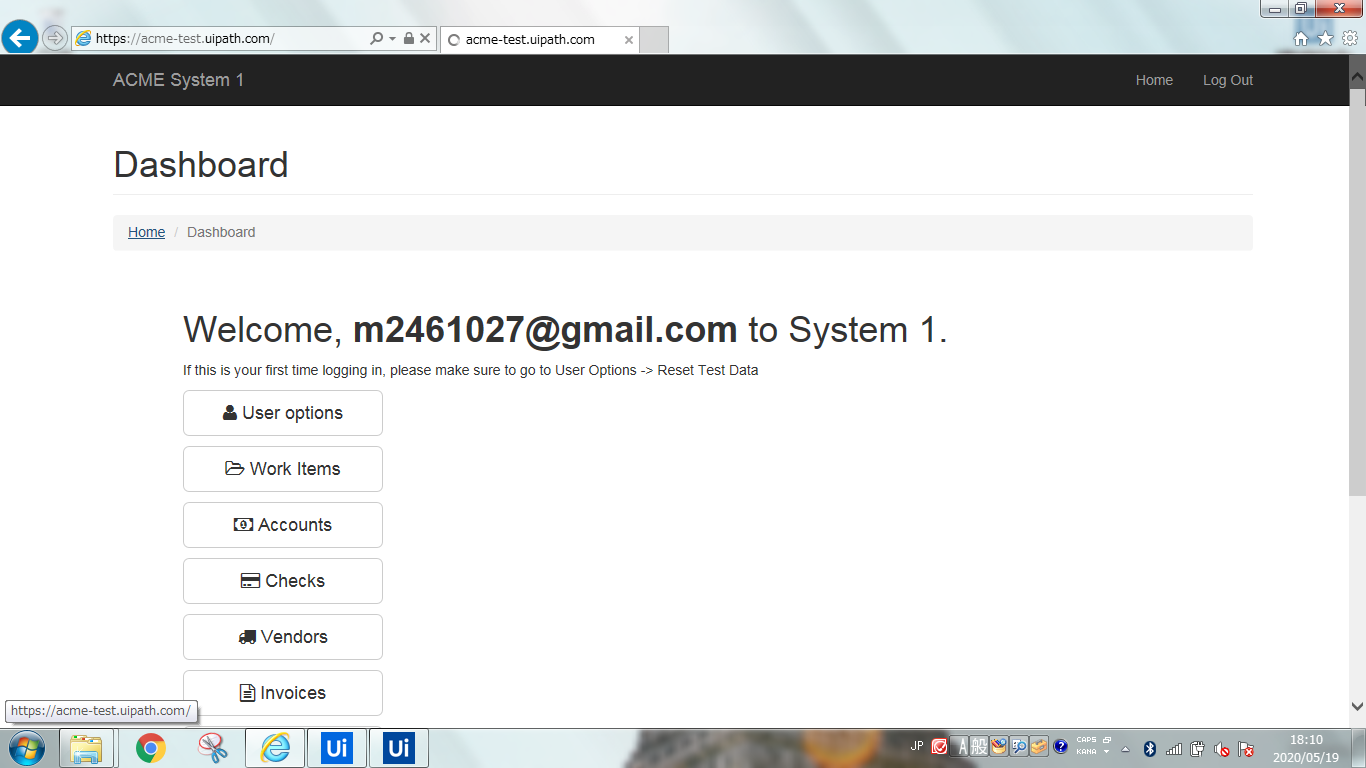 https://acme-test.uipath.com/
acme-test.uipath.com
ACME System 1
Home
Log Out
Dashboard
Home / Dashboard
Welcome, m2461027@gmail.com to System 1.
If this is your first time logging in, please make sure to go to User Options -> Reset Test Data
User options
Work Items
Accounts
Checks
Vendors
Invoices
https://acme-test.uipath.com/
Ui
Ui
JP
A 般
CAPS
KANA
18:10
2020/05/19